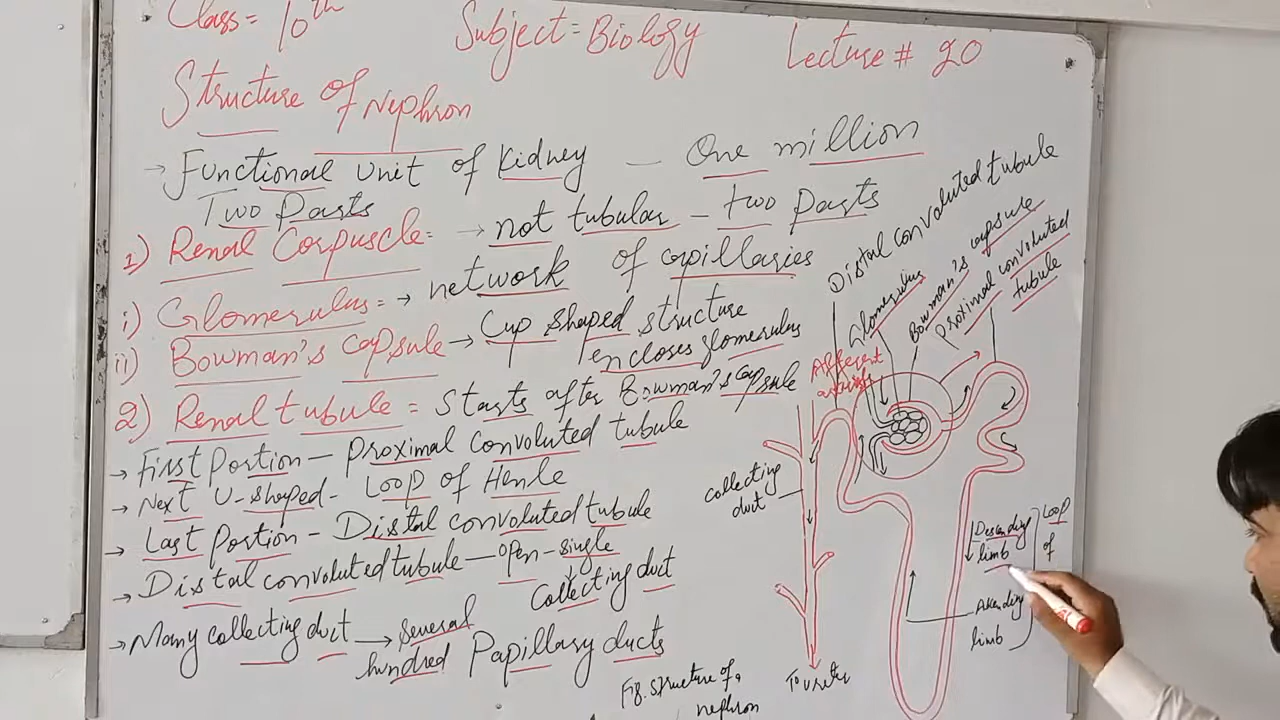 Class = 10th
Subject = Biology
Lecture # 20
Structure of Nephron
→ Functional unit of kidney — One million
Two Parts
1) Renal Corpuscle = → not tubular - two parts
i) Glomerulus = → network of capillaries
ii) Bowman's capsule → Cup shaped structure
encloses glomerulus
2) Renal tubule = Starts after Bowman's capsule
→ First Portion — Proximal convoluted tubule
→ Next U-shaped - Loop of Henle
→ Last Portion - Distal convoluted tubule
→ Distal convoluted tubule — open - single
↓
Collecting duct
→ Many collecting duct → Several
hundred Papillary ducts
Distal convoluted tubule
Glomerulus
Bowman's capsure
Proximal convoluted
tubule
Afferent
collecting
duct
Descending
limb
limb
Loop
of
To ureter
Fig. structure of a
nephron